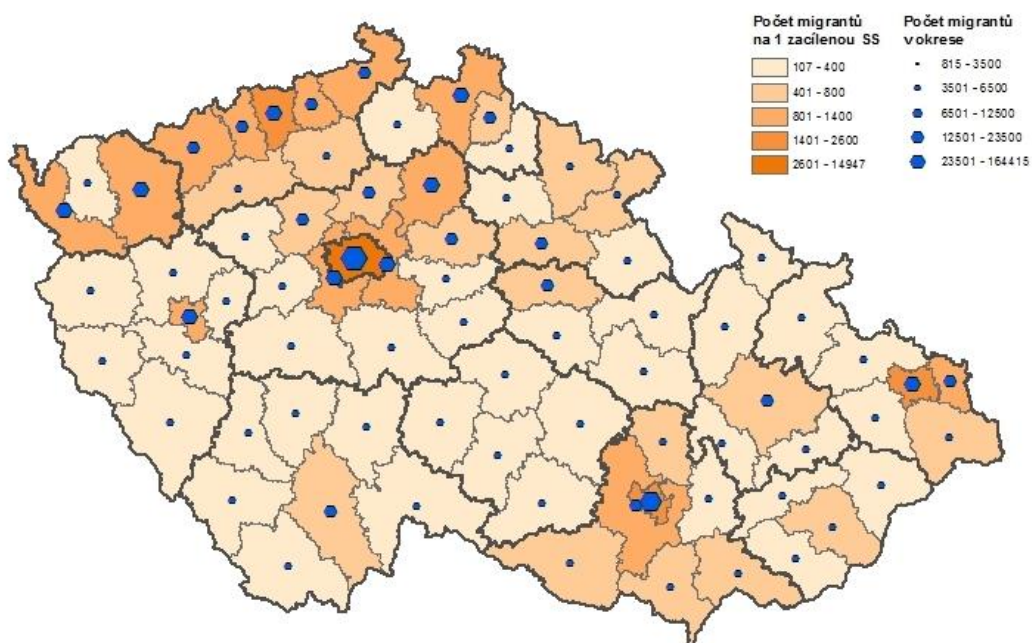 Počet migrantů
na 1 zacílenou SS
107 - 400
401 - 800
801 - 1400
1401 - 2600
2601 - 14947
Počet migrantů
v okrese
815 - 3500
3501 - 6500
6501 - 12500
12501 - 23500
23501 - 164415